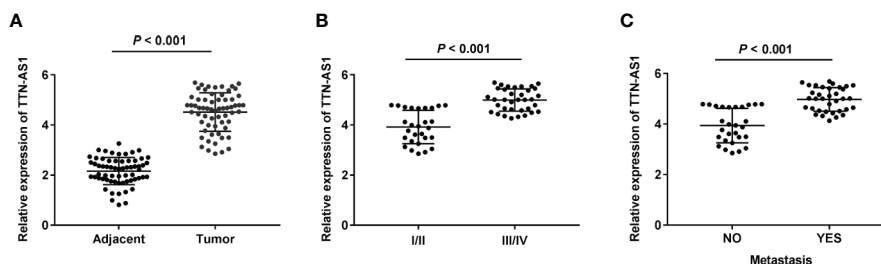 A
P < 0.001
Relative expression of TTN-AS1
6
4
2
0
Adjacent Tumor
B
P < 0.001
Relative expression of TTN-AS1
6
4
2
0
I/II III/IV
C
P < 0.001
Relative expression of TTN-AS1
6
4
2
0
NO YES
Metastasis